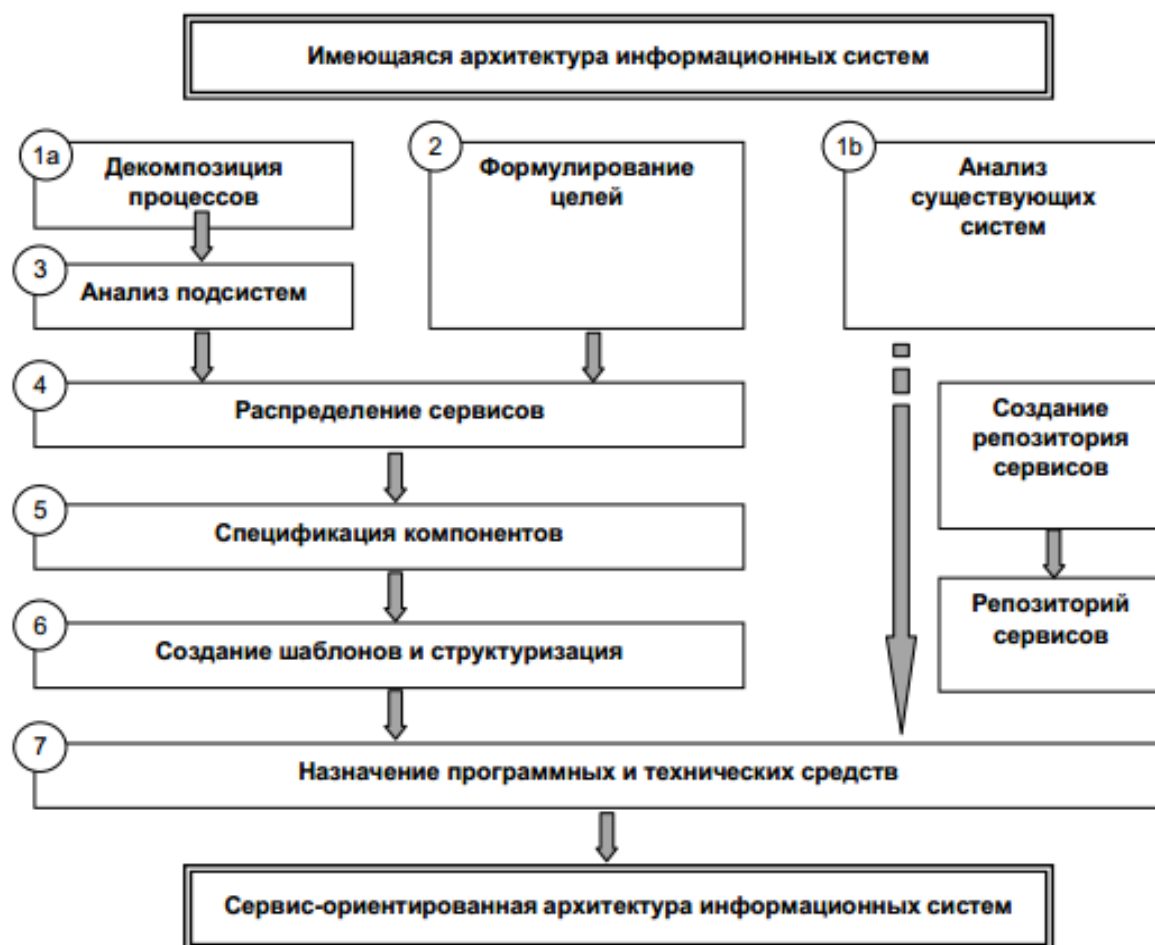 Имеющаяся архитектура информационных систем
1a
Декомпозиция
процессов
2
Формулирование
целей
1b
Анализ
существующих
систем
3
Анализ подсистем
4
Распределение сервисов
Создание
репозитория
сервисов
5
Спецификация компонентов
Репозиторий
сервисов
6
Создание шаблонов и структуризация
7
Назначение программных и технических средств
Сервис-ориентированная архитектура информационных систем